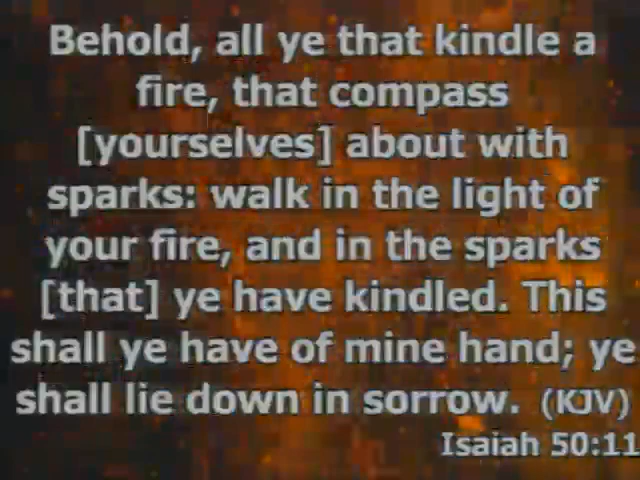 Behold, all ye that kindle a
fire, that compass
[yourselves] about with
sparks: walk in the light of
your fire, and in the sparks
[that] ye have kindled. This
shall ye have of mine hand; ye
shall lie down in sorrow. (KJV)
Isaiah 50:11